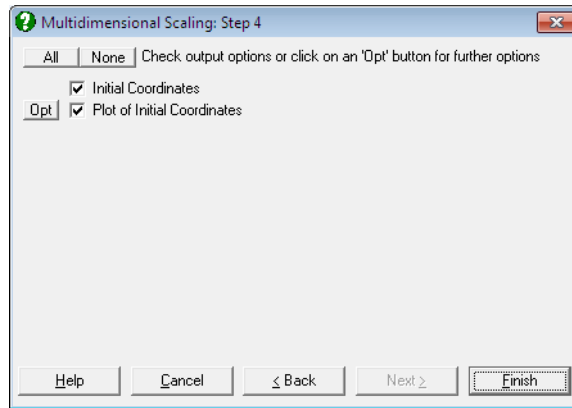 Multidimensional Scaling: Step 4
All None Check output options or click on an 'Opt' button for further options
Initial Coordinates
Opt Plot of Initial Coordinates
Help Cancel < Back Next > Finish